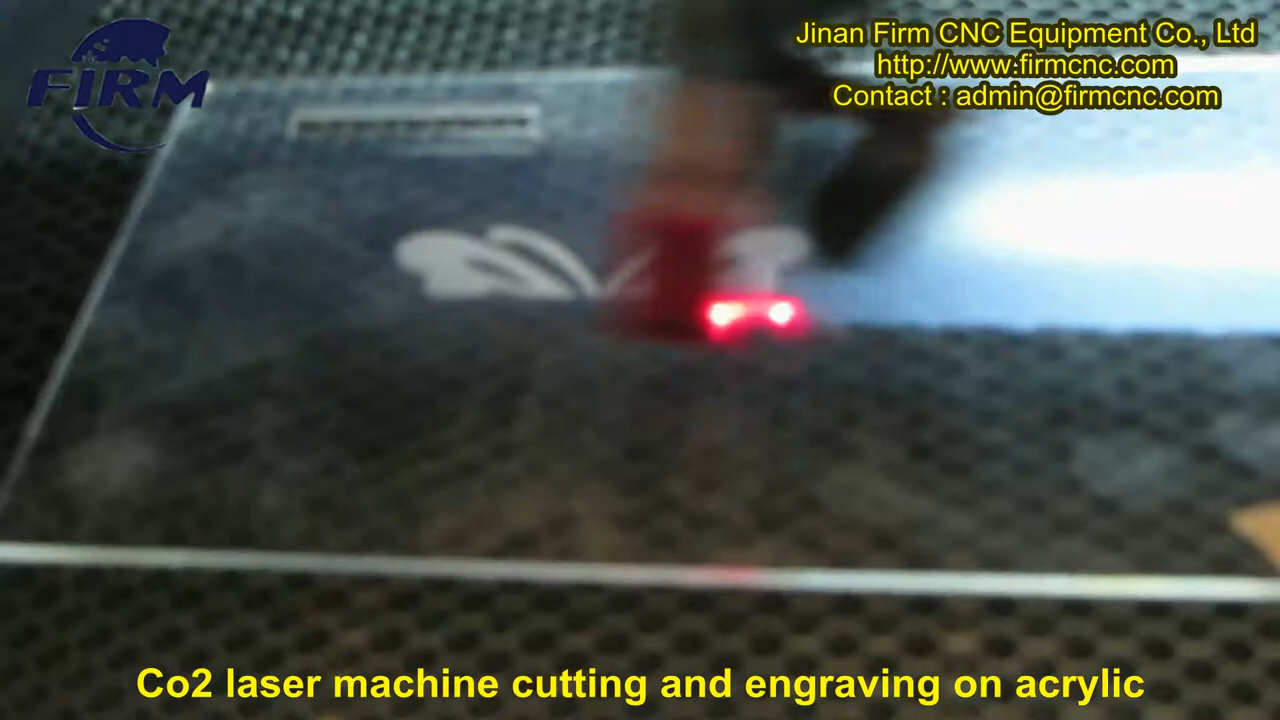 FIRM
Jinan Firm CNC Equipment Co., Ltd
http://www.firmcnc.com
Contact : admin@firmcnc.com
Co2 laser machine cutting and engraving on acrylic